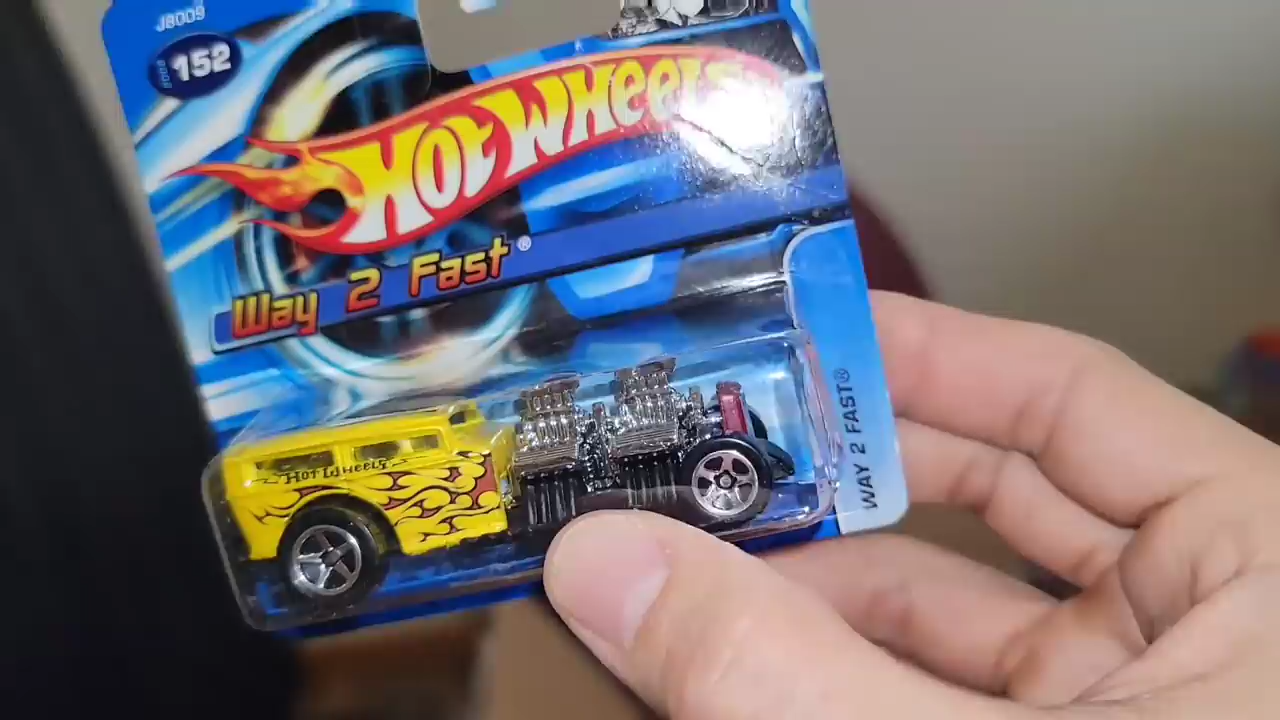 J8009
2006 152
HOT WHEELS
Way 2 Fast®
HOT WHEELS
WAY 2 FAST®